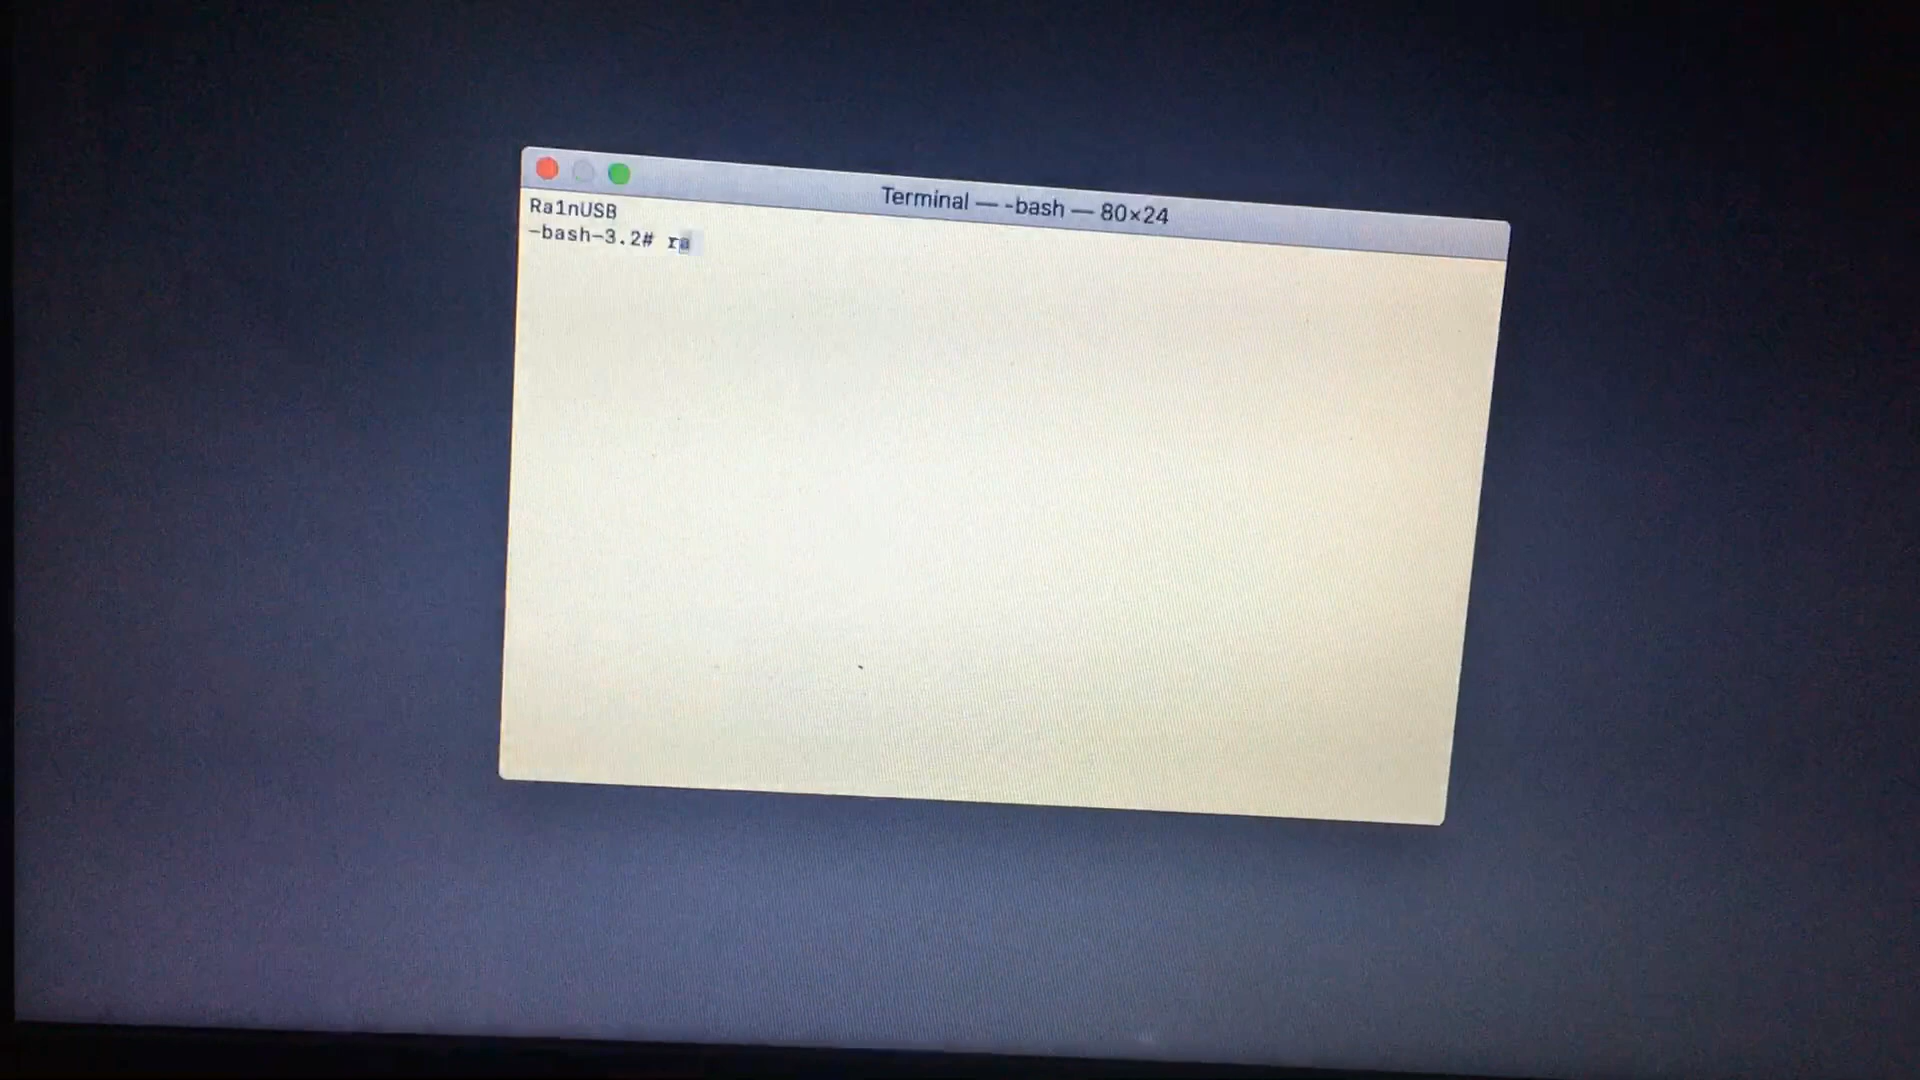 Terminal — -bash — 80×24
Ra1nUSB
-bash-3.2# ra